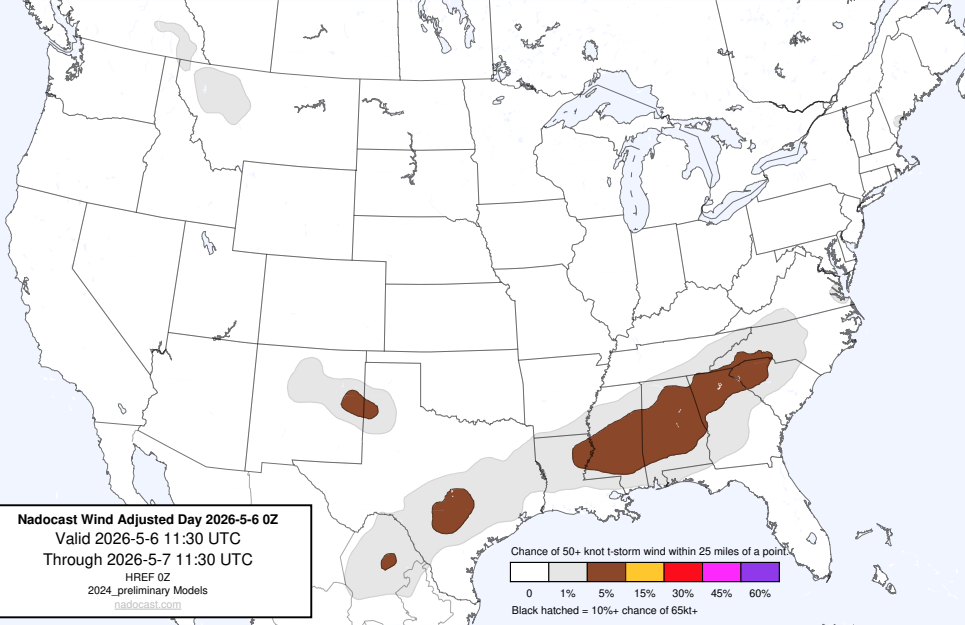 Nadocast Wind Adjusted Day 2026-5-6 0Z
Valid 2026-5-6 11:30 UTC
Through 2026-5-7 11:30 UTC
HREF 0Z
2024_preliminary Models
nadocast.com
Chance of 50+ knot t-storm wind within 25 miles of a point.
0 1% 5% 15% 30% 45% 60%
Black hatched = 10%+ chance of 65kt+